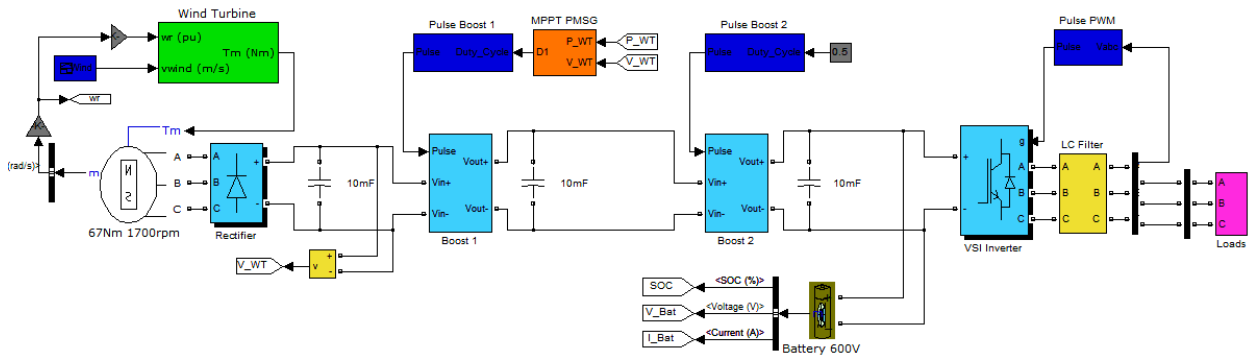 Wind Turbine
wr (pu)
Tm (Nm)
vwind (m/s)
Wind
K-
K-
wr
(rad/s)>
m
Tm
N
S
A
B
C
67Nm 1700rpm
A
B
C
+
-
Rectifier
10mF
V_WT
v
+
-
Pulse Boost 1
Pulse
Duty_Cycle
MPPT PMSG
D1
P_WT
V_WT
P_WT
V_WT
Pulse
Vin+
Vin-
Vout+
Vout-
Boost 1
10mF
Pulse Boost 2
Pulse
Duty_Cycle
0.5
Pulse
Vin+
Vin-
Vout+
Vout-
Boost 2
10mF
SOC
V_Bat
I_Bat
<SOC (%)>
<Voltage (V)>
<Current (A)>
Battery 600V
Pulse PWM
Pulse
Vabc
g
+
-
A
B
C
VSI Inverter
LC Filter
A
B
C
A
B
C
A
B
C
Loads